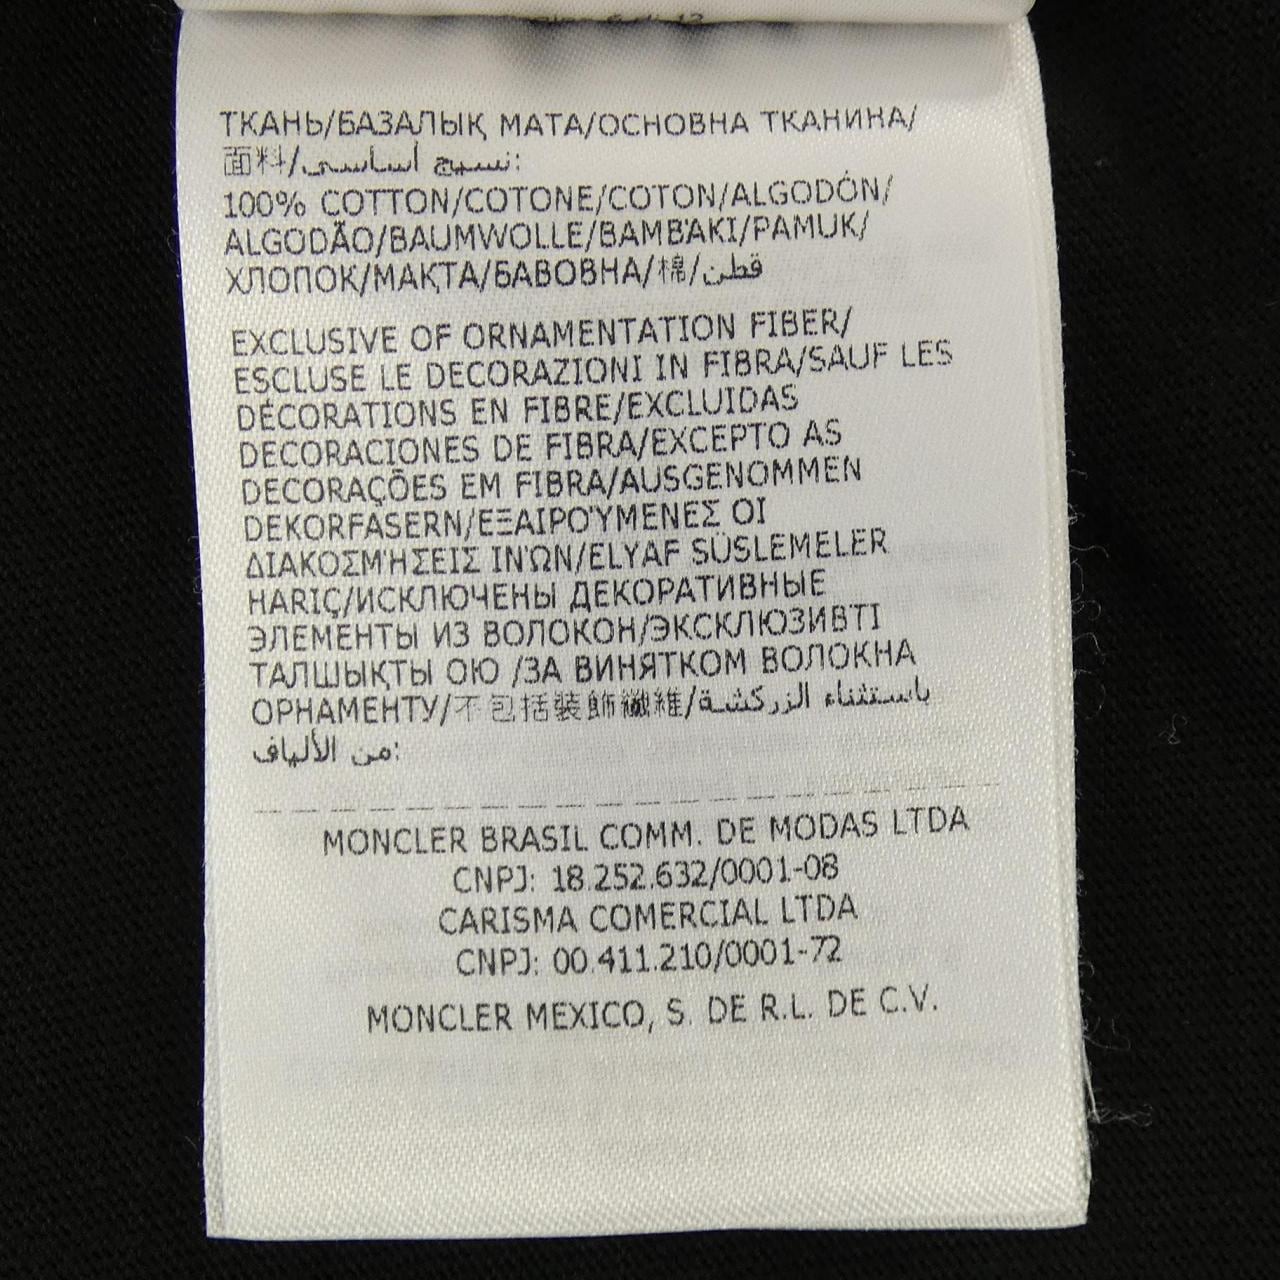 ТКАНЬ/БАЗАЛЫҚ МАТА/ОСНОВНА ТКАНИНА/
面料/نسيج أساسي:
100% COTTON/COTONE/COTON/ALGODÓN/
ALGODÃO/BAUMWOLLE/BAMBAKI/PAMUK/
ХЛОПОК/МАҚТА/БАВОВНА/棉/قطن
EXCLUSIVE OF ORNAMENTATION FIBER/
ESCLUSE LE DECORAZIONI IN FIBRA/SAUF LES
DÉCORATIONS EN FIBRE/EXCLUIDAS
DECORACIONES DE FIBRA/EXCEPTO AS
DECORAÇÕES EM FIBRA/AUSGENOMMEN
DEKORFASERN/ΕΞΑΙΡΟΎΜΕΝΕΣ ΟΙ
ΔΙΑΚΟΣΜΉΣΕΙΣ ΙΝΏΝ/ELYAF SÜSLEMELER
HARIÇ/ИСКЛЮЧЕНЫ ДЕКОРАТИВНЫЕ
ЭЛЕМЕНТЫ ИЗ ВОЛОКОН/ЭКСКЛЮЗИВТІ
ТАЛШЫҚТЫ ОЮ /ЗА ВИНЯТКОМ ВОЛОКНА
ОРНАМЕНТУ/不包括裝飾纖維/باستثناء الزركشة
من الألياف:
MONCLER BRASIL COMM. DE MODAS LTDA
CNPJ: 18.252.632/0001-08
CARISMA COMERCIAL LTDA
CNPJ: 00.411.210/0001-72
MONCLER MEXICO, S. DE R.L. DE C.V.